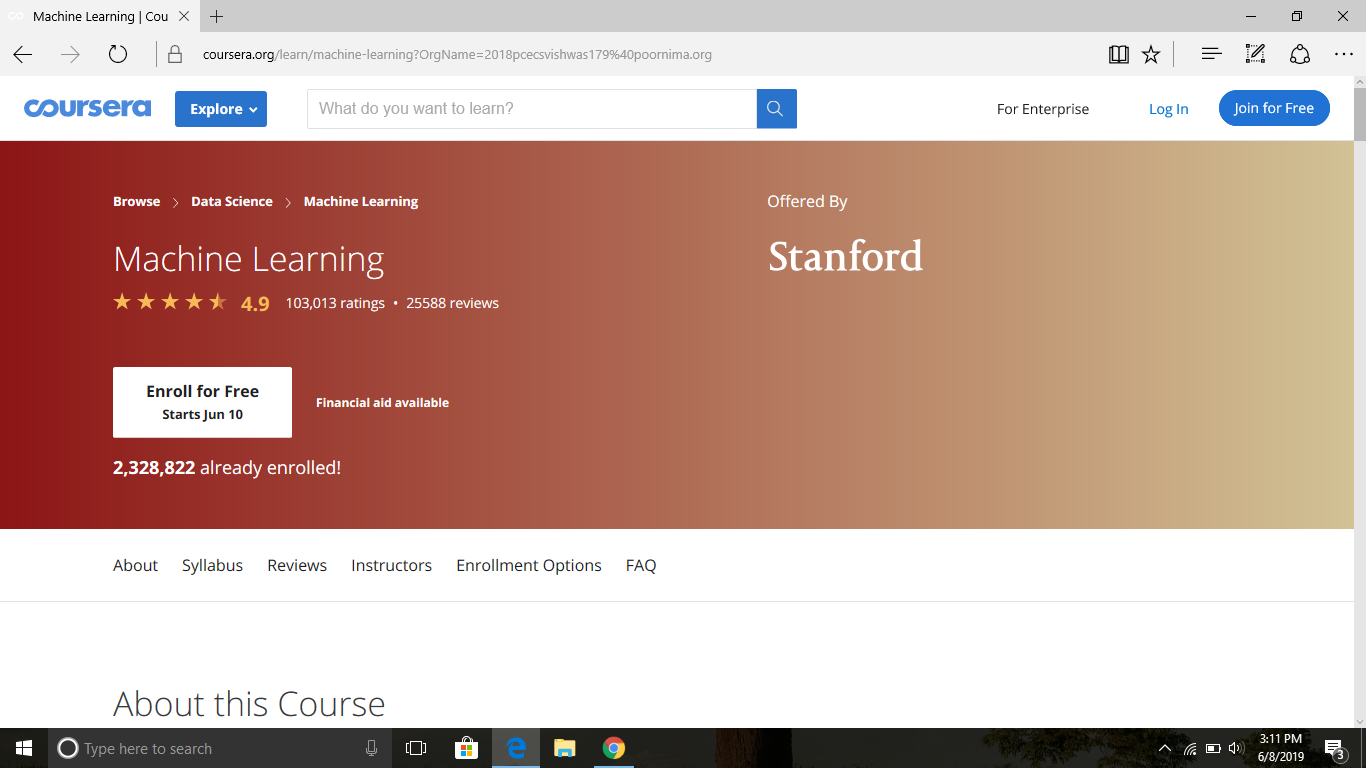 Machine Learning | Cou
coursera.org/learn/machine-learning?OrgName=2018pcecsvishwas179%40poornima.org
coursera
Explore
What do you want to learn?
For Enterprise
Log In
Join for Free
Browse > Data Science > Machine Learning
Offered By
Machine Learning
Stanford
4.9 103,013 ratings • 25588 reviews
Enroll for Free
Starts Jun 10
Financial aid available
2,328,822 already enrolled!
About Syllabus Reviews Instructors Enrollment Options FAQ
About this Course
Type here to search
3:11 PM
6/8/2019
3